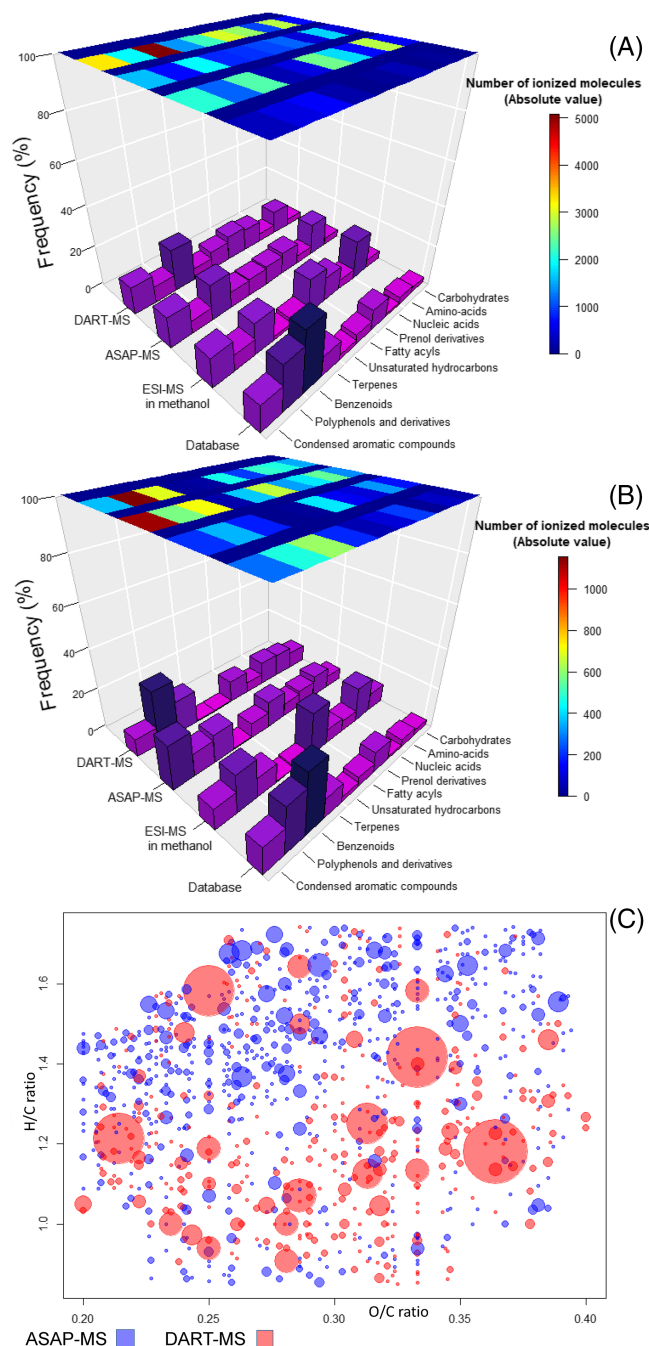 (A)
100
80
60
40
20
0
Frequency (%)
DART-MS
ASAP-MS
ESI-MS
in methanol
Database
Carbohydrates
Amino-acids
Nucleic acids
Prenol derivatives
Fatty acyls
Unsaturated hydrocarbons
Terpenes
Benzenoids
Polyphenols and derivatives
Condensed aromatic compounds
Number of ionized molecules
(Absolute value)
5000
4000
3000
2000
1000
0
(B)
100
80
60
40
20
0
Frequency (%)
DART-MS
ASAP-MS
ESI-MS
in methanol
Database
Carbohydrates
Amino-acids
Nucleic acids
Prenol derivatives
Fatty acyls
Unsaturated hydrocarbons
Terpenes
Benzenoids
Polyphenols and derivatives
Condensed aromatic compounds
Number of ionized molecules
(Absolute value)
1000
800
600
400
200
0
(C)
H/C ratio
1.6
1.4
1.2
1.0
O/C ratio
0.20
0.25
0.30
0.35
0.40
ASAP-MS
DART-MS